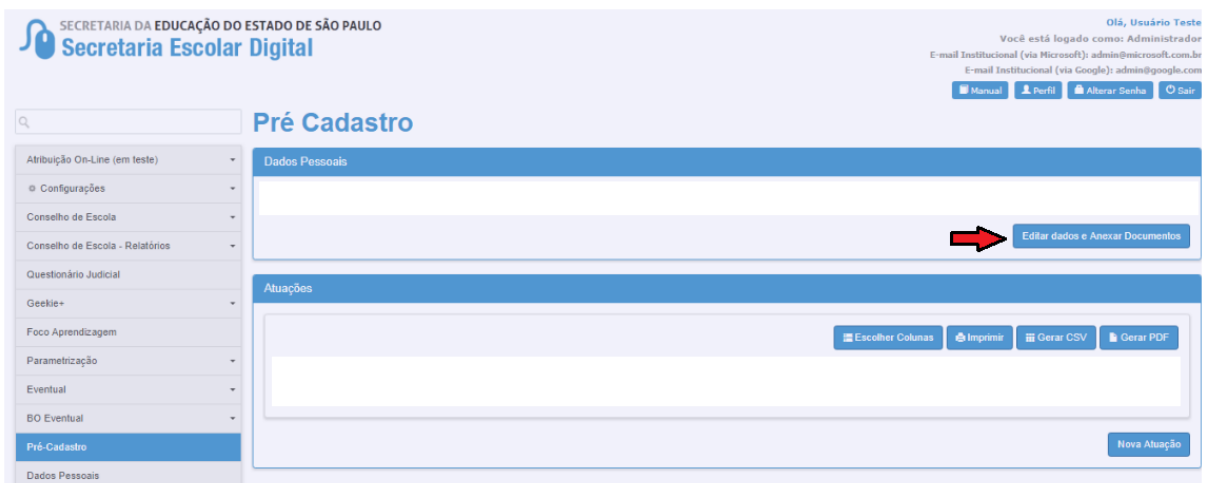 SECRETARIA DA EDUCAÇÃO DO ESTADO DE SÃO PAULO
Secretaria Escolar Digital
Olá, Usuário Teste
Você está logado como: Administrador
E-mail Institucional (via Microsoft): admin@microsoft.com.br
E-mail Institucional (via Google): admin@google.com
Manual Perfil Alterar Senha Sair
Pré Cadastro
Atribuição On-Line (em teste)
Configurações
Conselho de Escola
Conselho de Escola - Relatórios
Questionário Judicial
Geekie+
Foco Aprendizagem
Parametrização
Eventual
BO Eventual
Pré-Cadastro
Dados Pessoais
Dados Pessoais
Editar dados e Anexar Documentos
Atuações
Escolher Colunas Imprimir Gerar CSV Gerar PDF
Nova Atuação